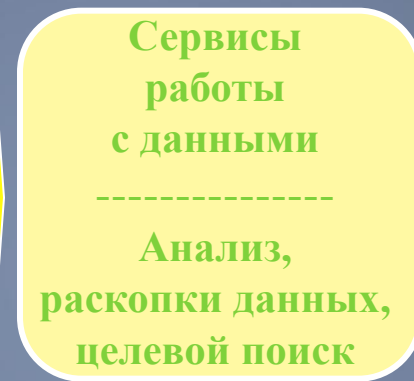 Сервисы
работы
с данными
---------------
Анализ,
раскопки данных,
целевой поиск